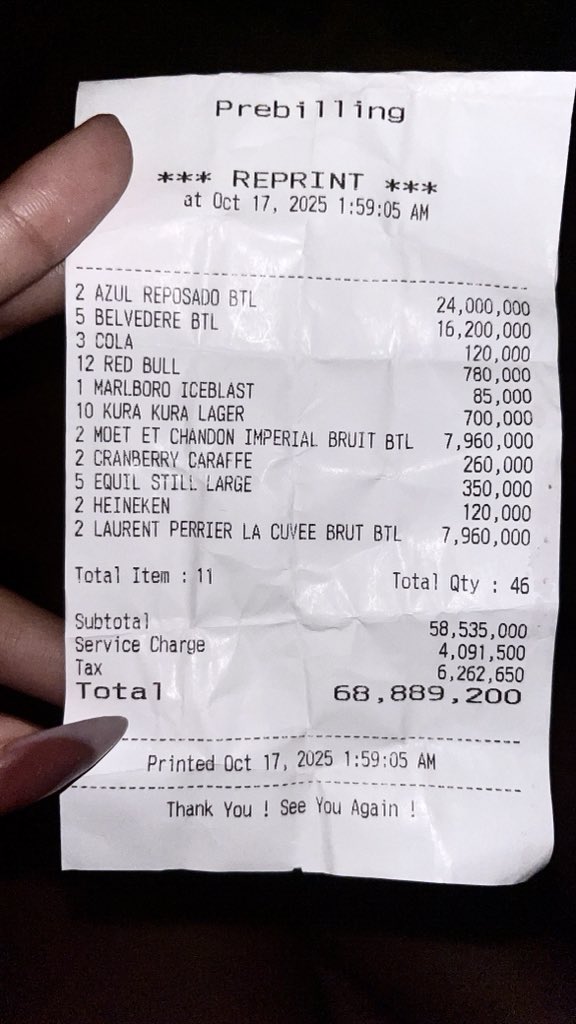 Prebilling
*** REPRINT ***
at Oct 17, 2025 1:59:05 AM
2 AZUL REPOSADO BTL 24,000,000
5 BELVEDERE BTL 16,200,000
3 COLA 120,000
12 RED BULL 780,000
1 MARLBORO ICEBLAST 85,000
10 KURA KURA LAGER 700,000
2 MOET ET CHANDON IMPERIAL BRUIT BTL 7,960,000
2 CRANBERRY CARAFFE 260,000
5 EQUIL STILL LARGE 350,000
2 HEINEKEN 120,000
2 LAURENT PERRIER LA CUVEE BRUT BTL 7,960,000
Total Item : 11 Total Qty : 46
Subtotal 58,535,000
Service Charge 4,091,500
Tax 6,262,650
Total 68,889,200
Printed Oct 17, 2025 1:59:05 AM
Thank You ! See You Again !